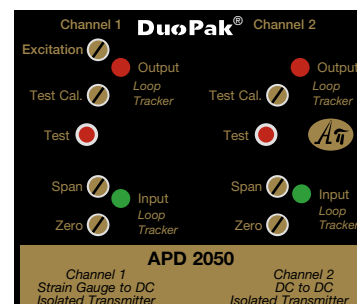 Channel 1 DuoPak® Channel 2
Excitation
Output Output
Test Cal. Loop Tracker Test Cal. Loop Tracker
Test Test
Span Span
Input Input
Zero Loop Tracker Zero Loop Tracker
APD 2050
Channel 1 Channel 2
Strain Gauge to DC DC to DC
Isolated Transmitter Isolated Transmitter